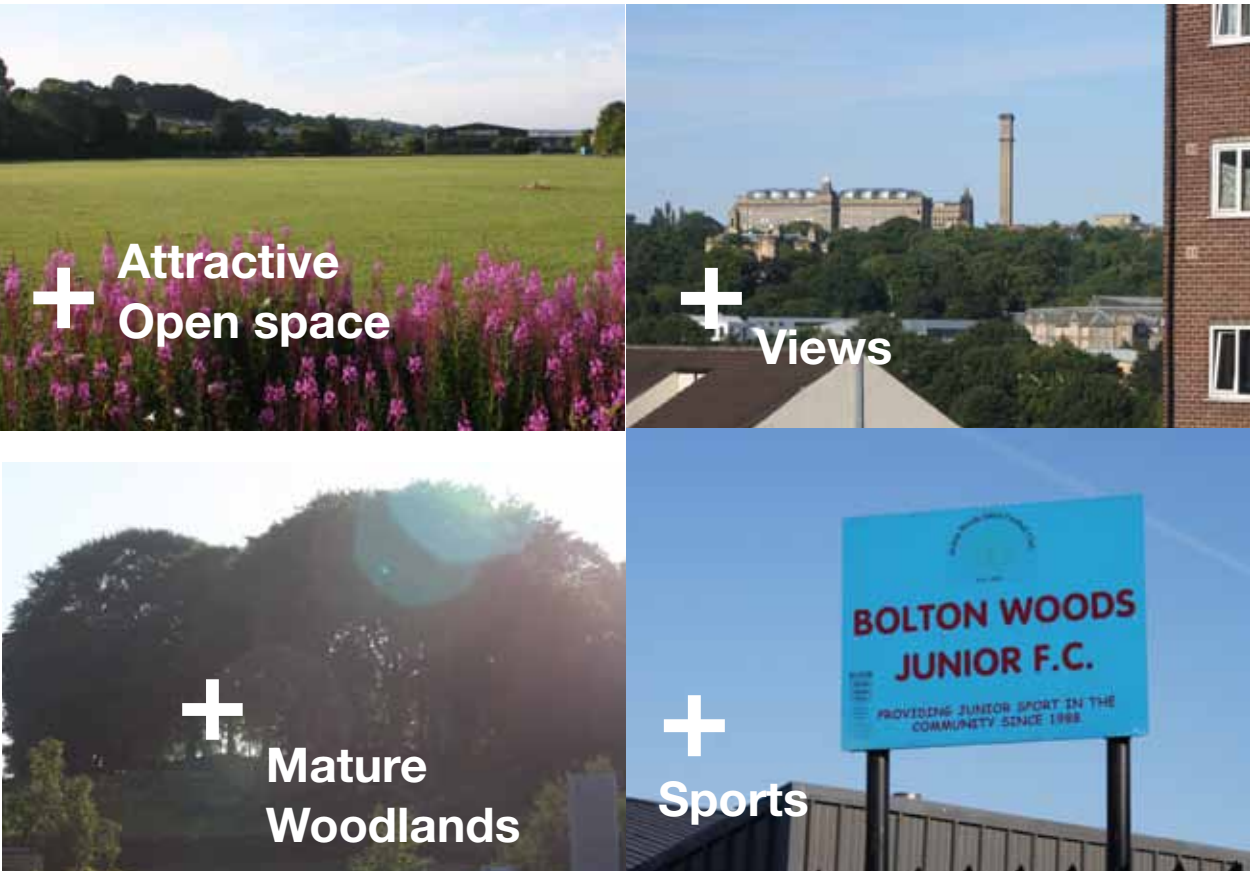 + Attractive
Open space
+ Views
+ Mature
Woodlands
BOLTON WOODS
JUNIOR F.C.
PROVIDING JUNIOR SPORT IN THE
COMMUNITY SINCE 1988
+ Sports